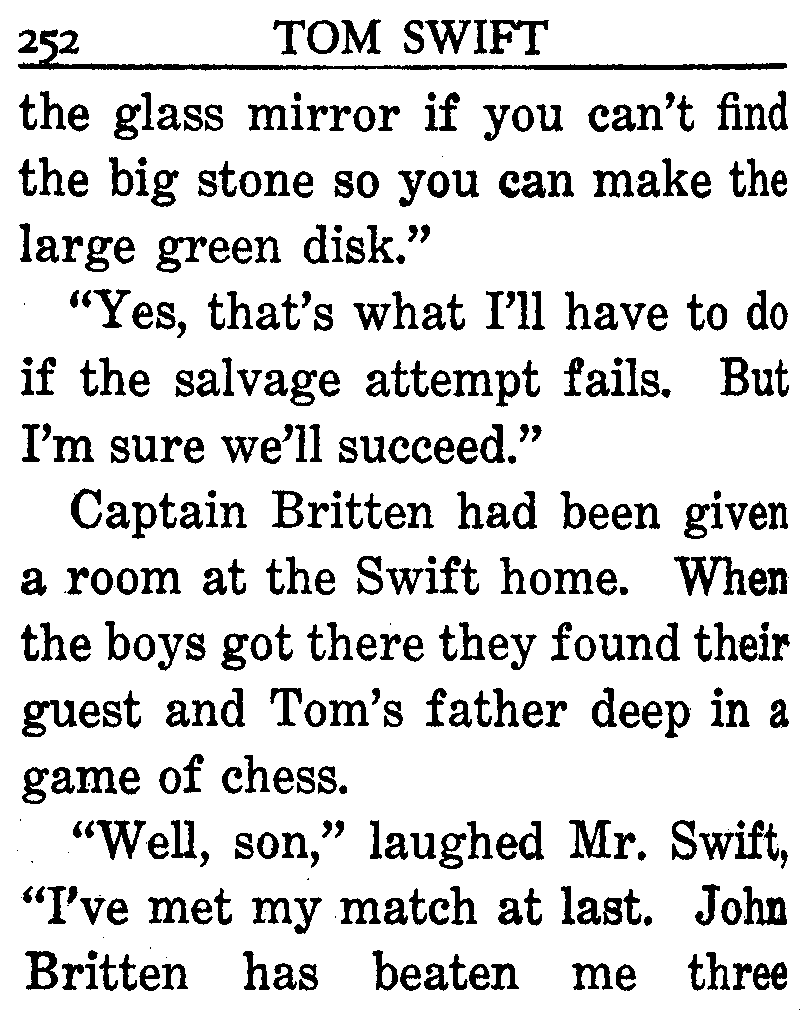 252 TOM SWIFT
the glass mirror if you can't find
the big stone so you can make the
large green disk.”
“Yes, that's what I'll have to do
if the salvage attempt fails. But
I'm sure we'll succeed.”
Captain Britten had been given
a room at the Swift home. When
the boys got there they found their
guest and Tom's father deep in a
game of chess.
“Well, son,” laughed Mr. Swift,
“I've met my match at last. John
Britten has beaten me three